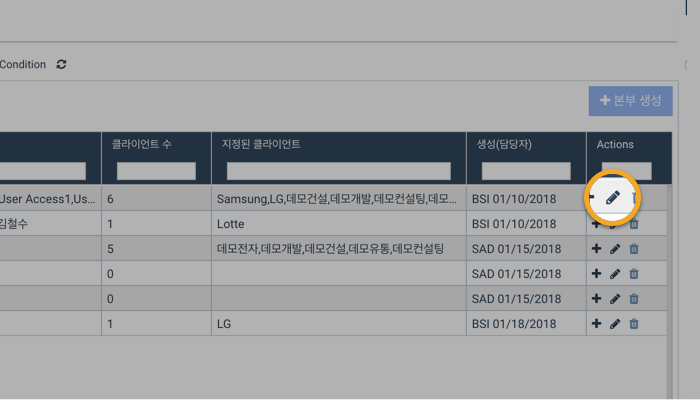 Condition
+ 본부 생성
클라이언트 수 지정된 클라이언트 생성(담당자) Actions
User Access1,Us... 6 Samsung,LG,데모건설,데모개발,데모컨설팅,데모... BSI 01/10/2018
김철수 1 Lotte BSI 01/10/2018
5 데모전자,데모개발,데모건설,데모유통,데모컨설팅 SAD 01/15/2018
0 SAD 01/15/2018
0 SAD 01/15/2018
1 LG BSI 01/18/2018